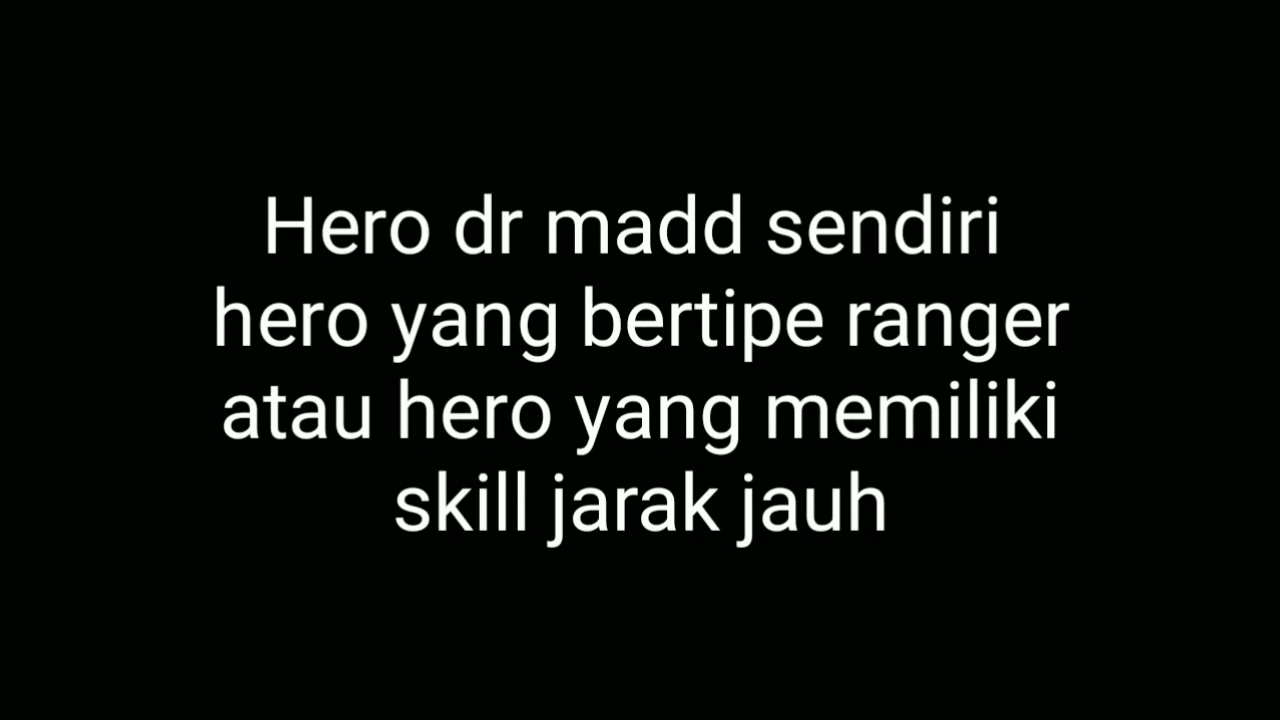 Hero dr madd sendiri
hero yang bertipe ranger
atau hero yang memiliki
skill jarak jauh